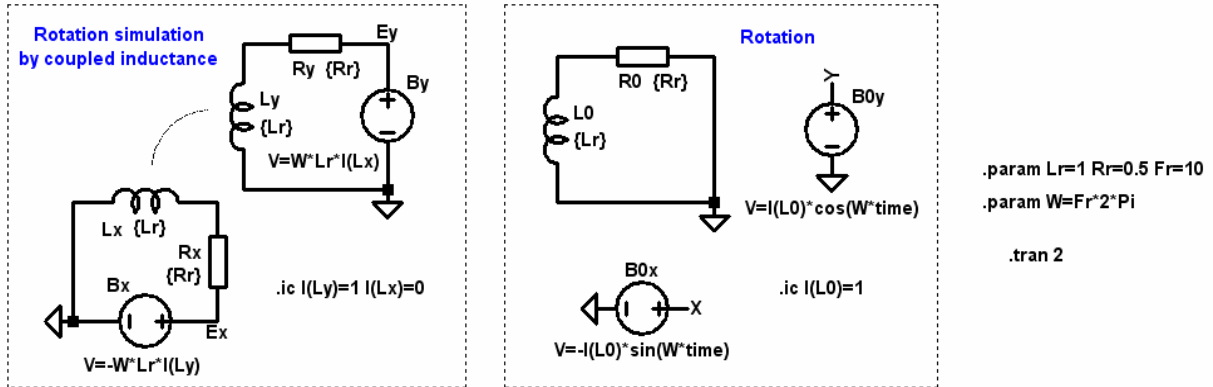 Rotation simulation
by coupled inductance
Ey
Ry {Rr}
Ly
{Lr}
By
V=W*Lr*I(Lx)
Lx {Lr}
Rx
{Rr}
Bx
Ex
V=-W*Lr*I(Ly)
.ic I(Ly)=1 I(Lx)=0
Rotation
R0 {Rr}
L0
{Lr}
Y
B0y
V=I(L0)*cos(W*time)
B0x
X
V=-I(L0)*sin(W*time)
.ic I(L0)=1
.param Lr=1 Rr=0.5 Fr=10
.param W=Fr*2*Pi
.tran 2